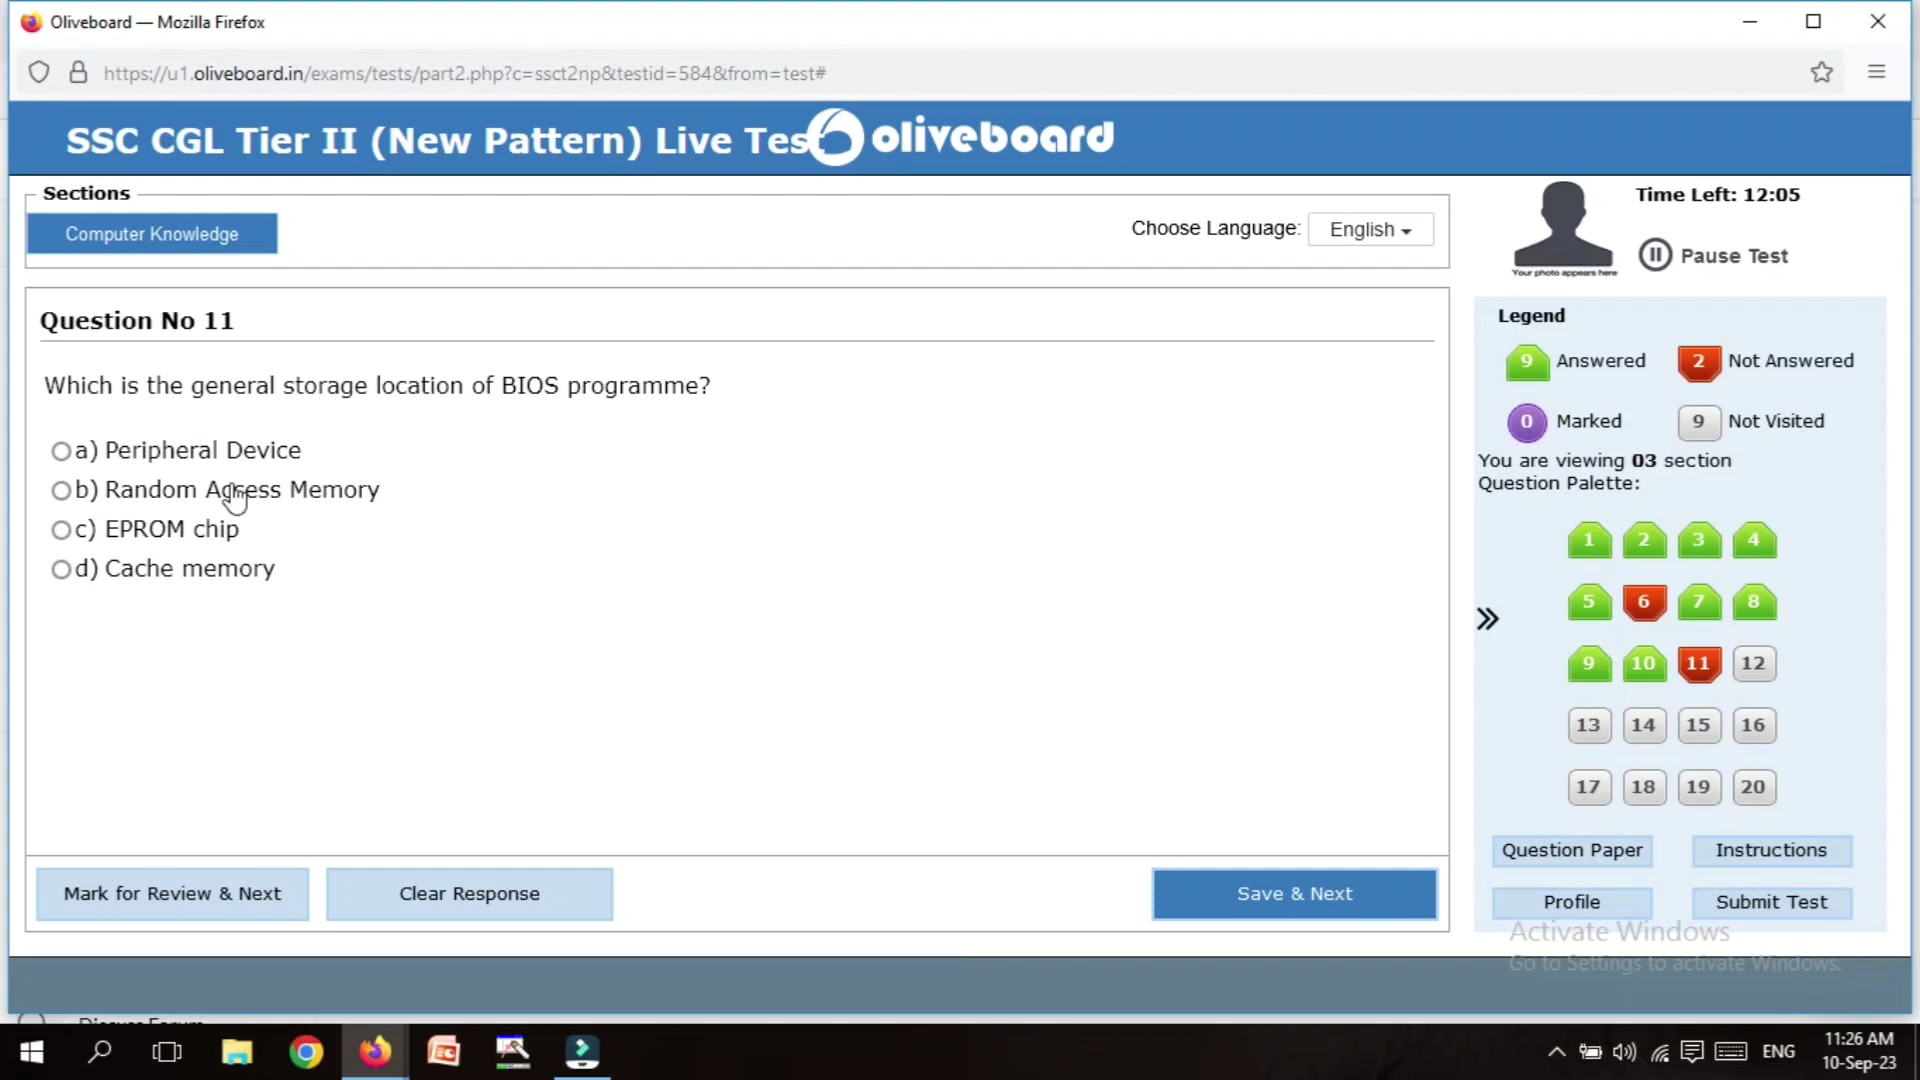 Oliveboard — Mozilla Firefox
https://u1.oliveboard.in/exams/tests/part2.php?c=ssct2np&testid=584&from=test#
SSC CGL Tier II (New Pattern) Live Tes
oliveboard
Sections
Computer Knowledge
Choose Language:
English
Your photo appears here
Time Left: 12:05
Pause Test
Question No 11
Which is the general storage location of BIOS programme?
a) Peripheral Device
b) Random Access Memory
c) EPROM chip
d) Cache memory
Legend
9 Answered
2 Not Answered
0 Marked
9 Not Visited
You are viewing 03 section
Question Palette:
1 2 3 4
5 6 7 8
9 10 11 12
13 14 15 16
17 18 19 20
Mark for Review & Next
Clear Response
Save & Next
Question Paper
Instructions
Profile
Submit Test
Activate Windows
Go to Settings to activate Windows.
ENG
11:26 AM
10-Sep-23